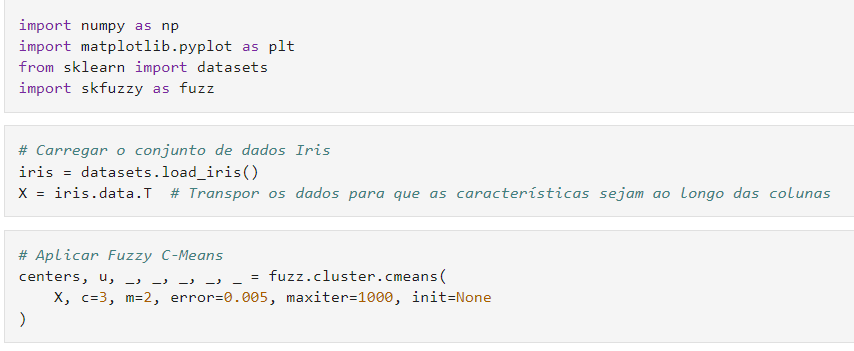 import numpy as np
import matplotlib.pyplot as plt
from sklearn import datasets
import skfuzzy as fuzz
# Carregar o conjunto de dados Iris
iris = datasets.load_iris()
X = iris.data.T  # Transpor os dados para que as características sejam ao longo das colunas
# Aplicar Fuzzy C-Means
centers, u, _, _, _, _, _ = fuzz.cluster.cmeans(
    X, c=3, m=2, error=0.005, maxiter=1000, init=None
)